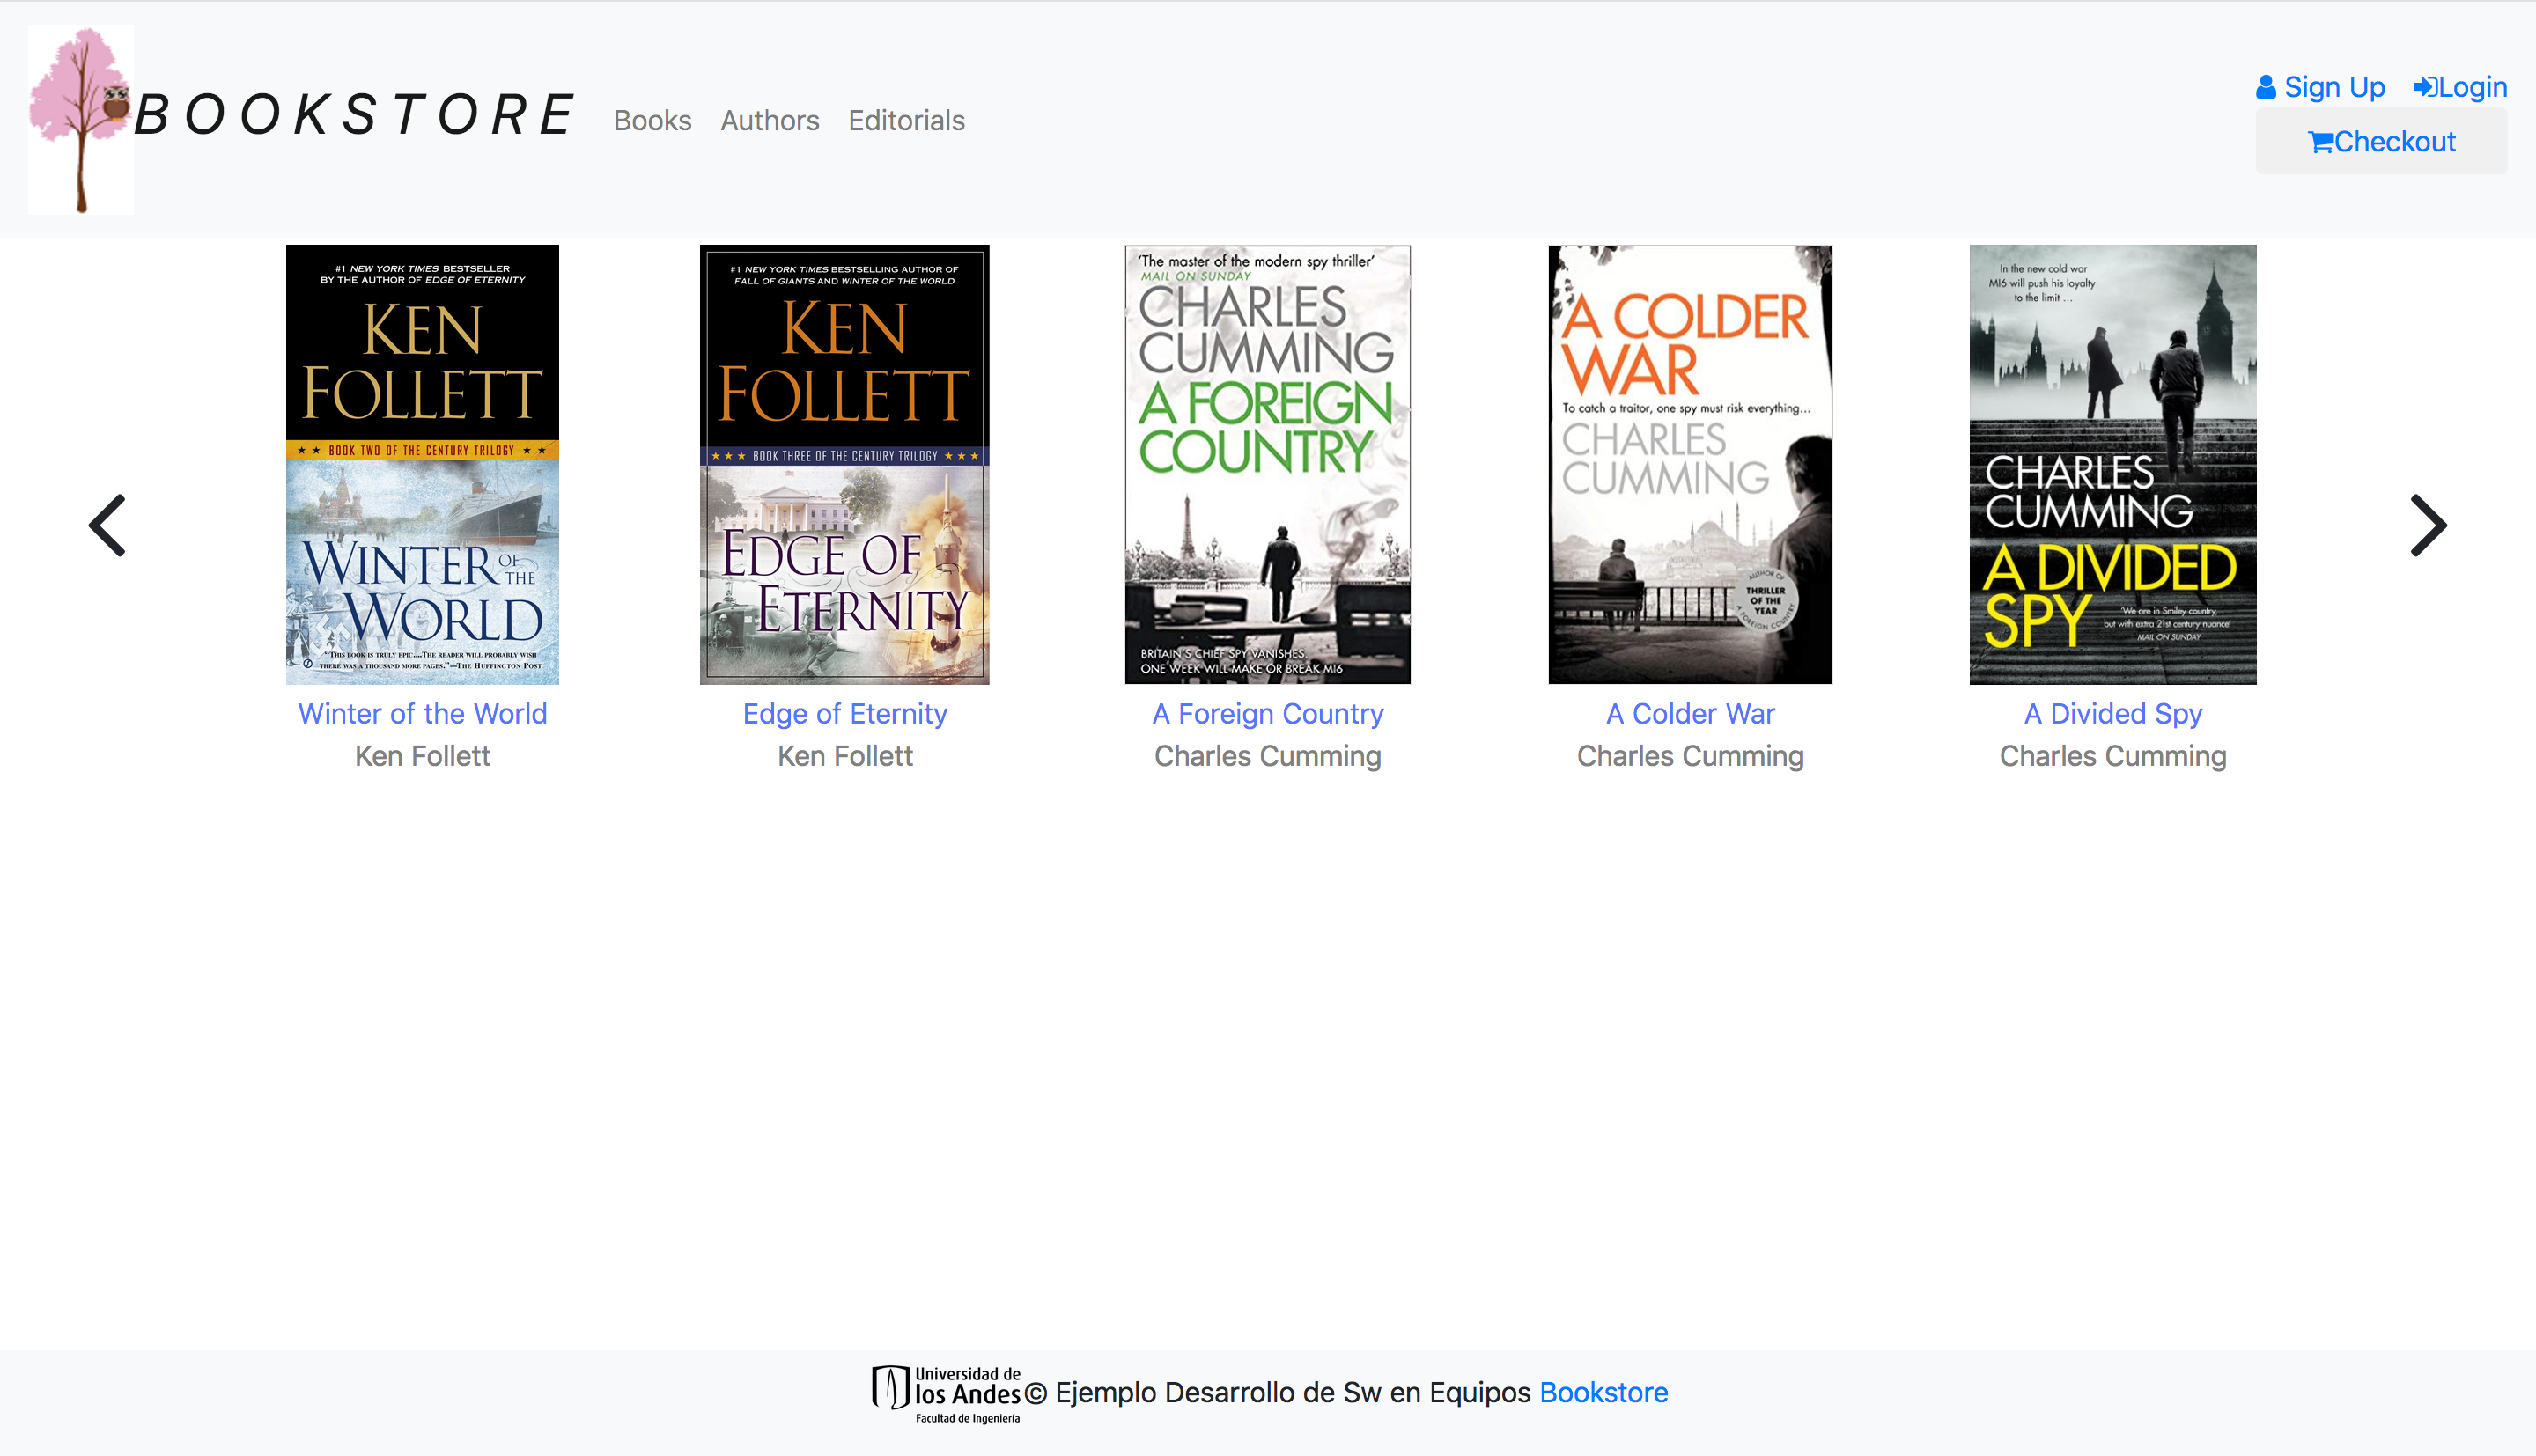 BOOKSTORE
Books
Authors
Editorials
Sign Up
Login
Checkout
#1 NEW YORK TIMES BESTSELLER
BY THE AUTHOR OF EDGE OF ETERNITY
KEN
FOLLETT
BOOK TWO OF THE CENTURY TRILOGY
WINTER OF THE
WORLD
"THIS BOOK IS TRULY EPIC....THE READER WILL PROBABLY WISH
THERE WAS A THOUSAND MORE PAGES."—THE HUFFINGTON POST
Winter of the World
Ken Follett
#1 NEW YORK TIMES BESTSELLING AUTHOR OF
FALL OF GIANTS AND WINTER OF THE WORLD
KEN
FOLLETT
BOOK THREE OF THE CENTURY TRILOGY
EDGE OF
ETERNITY
Edge of Eternity
Ken Follett
'The master of the modern spy thriller'
MAIL ON SUNDAY
CHARLES
CUMMING
A FOREIGN
COUNTRY
BRITAIN'S CHIEF SPY VANISHES.
ONE WEEK WILL MAKE OR BREAK MI6
A Foreign Country
Charles Cumming
A COLDER
WAR
To catch a traitor, one spy must risk everything...
CHARLES
CUMMING
AUTHOR OF
THRILLER
OF THE
YEAR
A FOREIGN COUNTRY
A Colder War
Charles Cumming
In the new cold war
MI6 will push his loyalty
to the limit ...
CHARLES
CUMMING
A DIVIDED
SPY
'We are in Smiley country,
but with extra 21st century nuance'
MAIL ON SUNDAY
A Divided Spy
Charles Cumming
Universidad de
los Andes
Facultad de Ingeniería
© Ejemplo Desarrollo de Sw en Equipos Bookstore